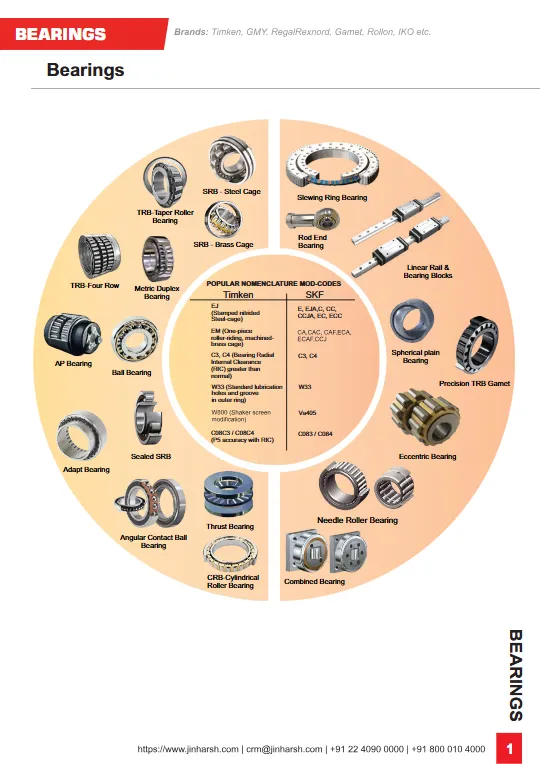 BEARINGS
Brands: Timken, GMY, RegalRexnord, Gamet, Rollon, IKO etc.
Bearings
SRB - Steel Cage
TRB-Taper Roller
Bearing
SRB - Brass Cage
TRB-Four Row
Metric Duplex
Bearing
AP Bearing
Ball Bearing
Adapt Bearing
Sealed SRB
Angular Contact Ball
Bearing
Thrust Bearing
CRB-Cylindrical
Roller Bearing
Slewing Ring Bearing
Rod End
Bearing
Linear Rail &
Bearing Blocks
Spherical plain
Bearing
Precision TRB Gamet
Eccentric Bearing
Needle Roller Bearing
Combined Bearing
POPULAR NOMENCLATURE MOD-CODES
Timken SKF
EJ
(Stamped nitrided
Steel-cage)
E, EJA,C, CC,
CCJA, EC, ECC
EM (One-piece
roller-riding, machined-
brass cage)
CA,CAC, CAF,ECA,
ECAF,CCJ
C3, C4 (Bearing Radial
Internal Clearance
(RIC) greater than
normal)
C3, C4
W33 (Standard lubrication
holes and groove
in outer ring)
W33
W800 (Shaker screen
modification)
Va405
C08C3 / C08C4
(P5 accuracy with RIC)
C083 / C084
BEARINGS
https://www.jinharsh.com | crm@jinharsh.com | +91 22 4090 0000 | +91 800 010 4000
1